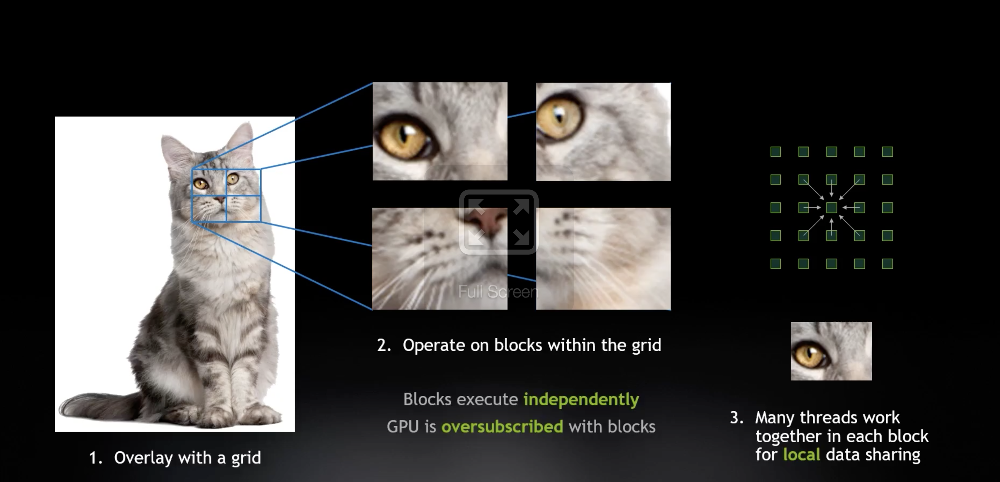 Full Screen
2. Operate on blocks within the grid
Blocks execute independently
GPU is oversubscribed with blocks
1. Overlay with a grid
3. Many threads work
together in each block
for local data sharing